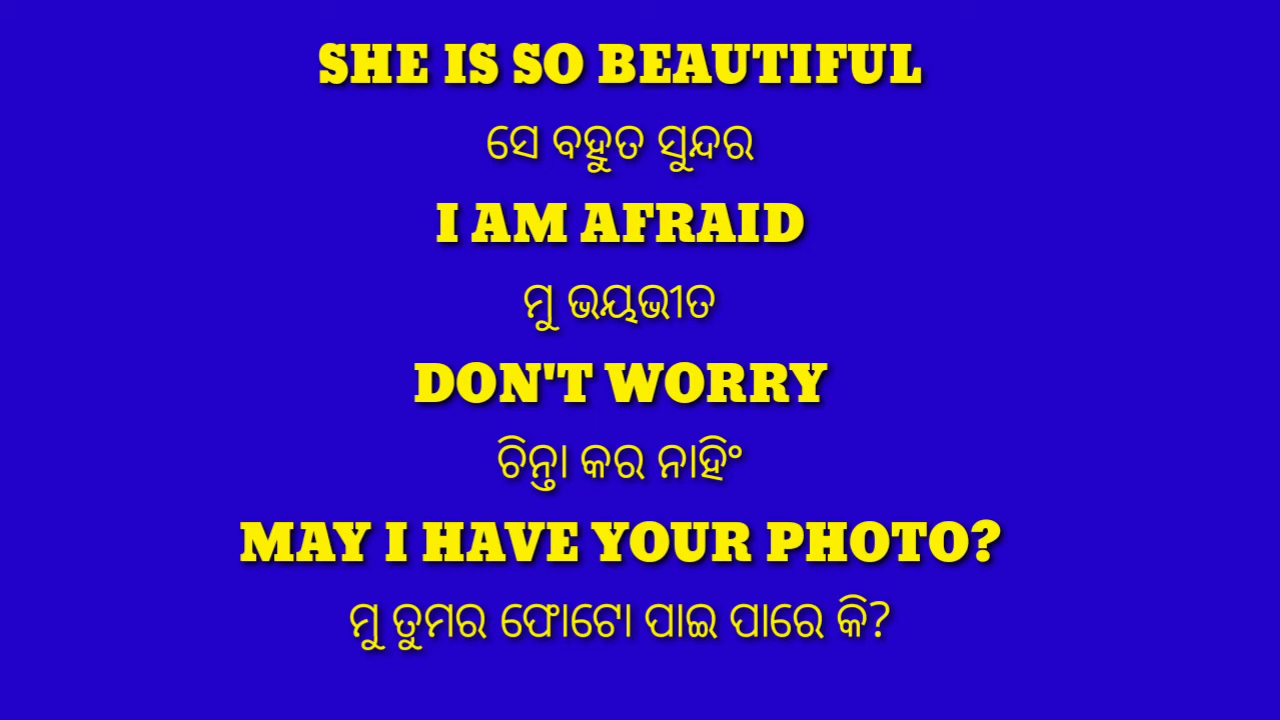 SHE IS SO BEAUTIFUL
ସେ ବହୁତ ସୁନ୍ଦର
I AM AFRAID
ମୁ ଭୟଭୀତ
DON'T WORRY
ଚିନ୍ତା କର ନାହିଂ
MAY I HAVE YOUR PHOTO?
ମୁ ତୁମର ଫୋଟୋ ପାଇ ପାରେ କି?